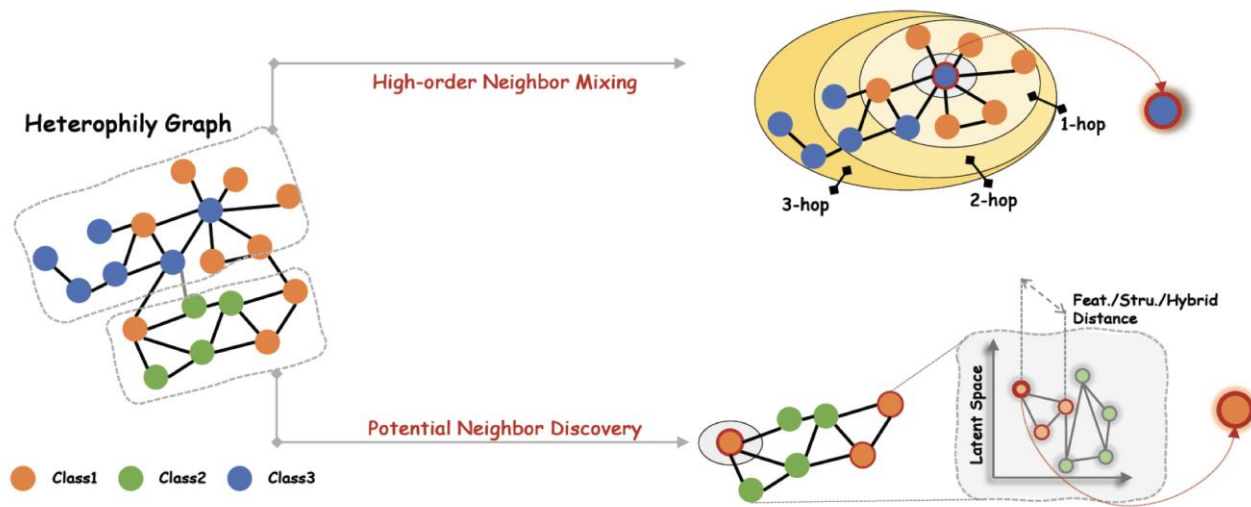 High-order Neighbor Mixing
Heterophily Graph
1-hop
3-hop
2-hop
Feat./Stru./Hybrid
Distance
Latent Space
Potential Neighbor Discovery
Class1
Class2
Class3